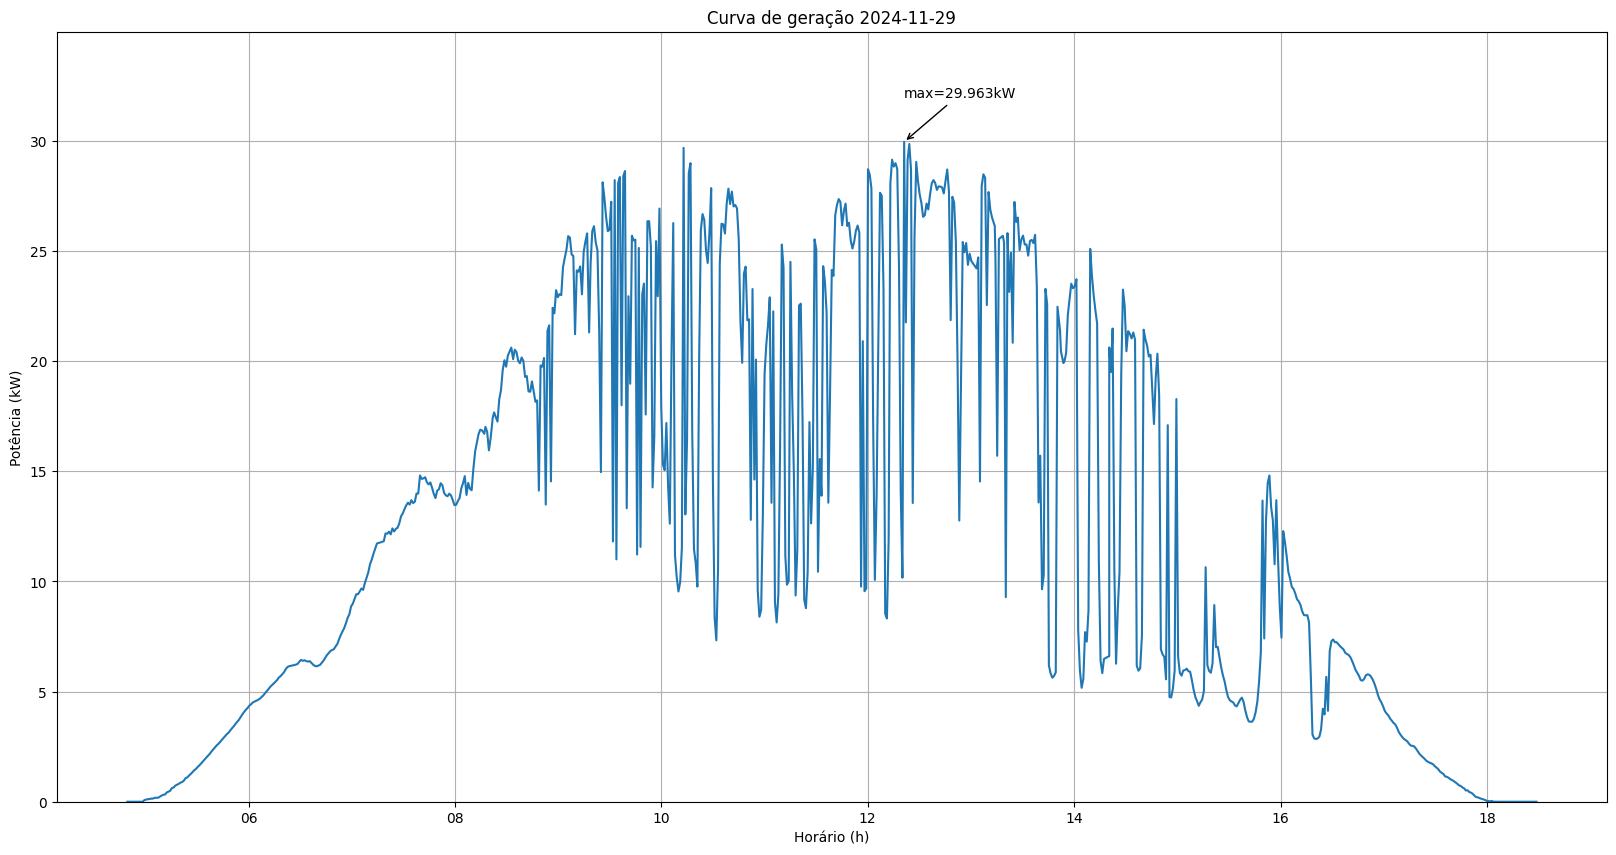 Curva de geração 2024-11-29
max=29.963kW
30
25
20
15
10
5
0
Potência (kW)
06 08 10 12 14 16 18
Horário (h)